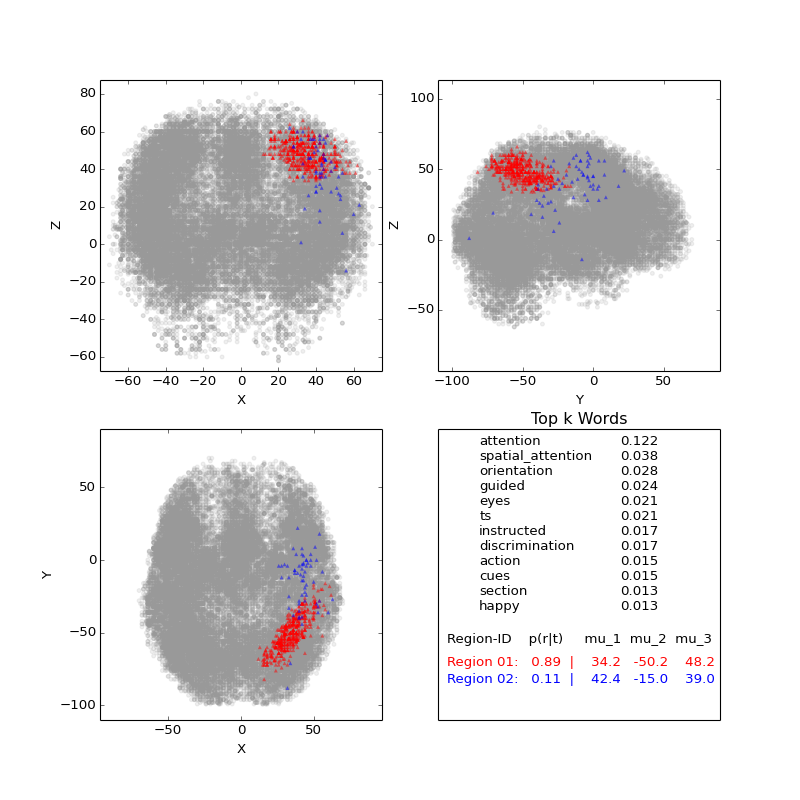 80
60
40
20
0
−20
−40
−60
Z
−60 −40 −20 0 20 40 60
X
100
50
0
−50
Z
−100 −50 0 50
Y
50
0
−50
−100
Y
−50 0 50
X
Top k Words
attention 0.122
spatial_attention 0.038
orientation 0.028
guided 0.024
eyes 0.021
ts 0.021
instructed 0.017
discrimination 0.017
action 0.015
cues 0.015
section 0.013
happy 0.013
Region-ID p(r|t) mu_1 mu_2 mu_3
Region 01: 0.89 | 34.2 -50.2 48.2
Region 02: 0.11 | 42.4 -15.0 39.0